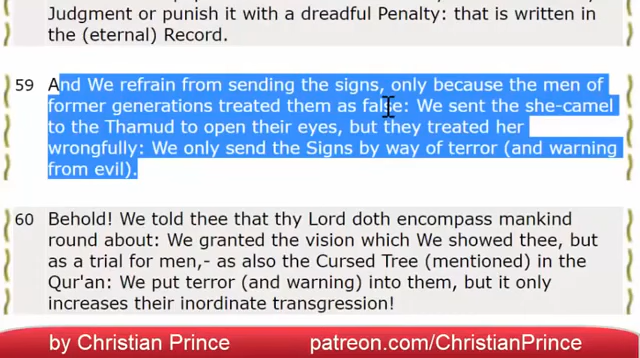 Judgment or punish it with a dreadful Penalty: that is written in
the (eternal) Record.
59 And We refrain from sending the signs, only because the men of
former generations treated them as false: We sent the she-camel
to the Thamud to open their eyes, but they treated her
wrongfully: We only send the Signs by way of terror (and warning
from evil).
60 Behold! We told thee that thy Lord doth encompass mankind
round about: We granted the vision which We showed thee, but
as a trial for men,- as also the Cursed Tree (mentioned) in the
Qur'an: We put terror (and warning) into them, but it only
increases their inordinate transgression!
by Christian Prince patreon.com/ChristianPrince